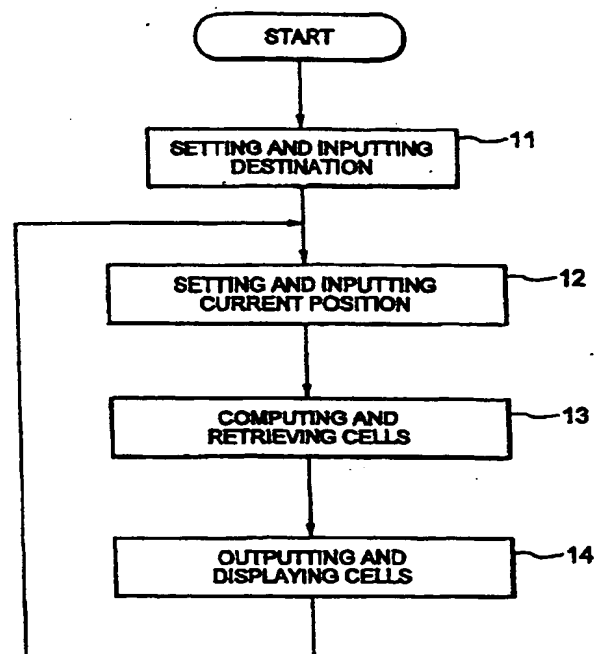 START
SETTING AND INPUTTING
DESTINATION
11
SETTING AND INPUTTING
CURRENT POSITION
12
COMPUTING AND
RETRIEVING CELLS
13
OUTPUTTING AND
DISPLAYING CELLS
14